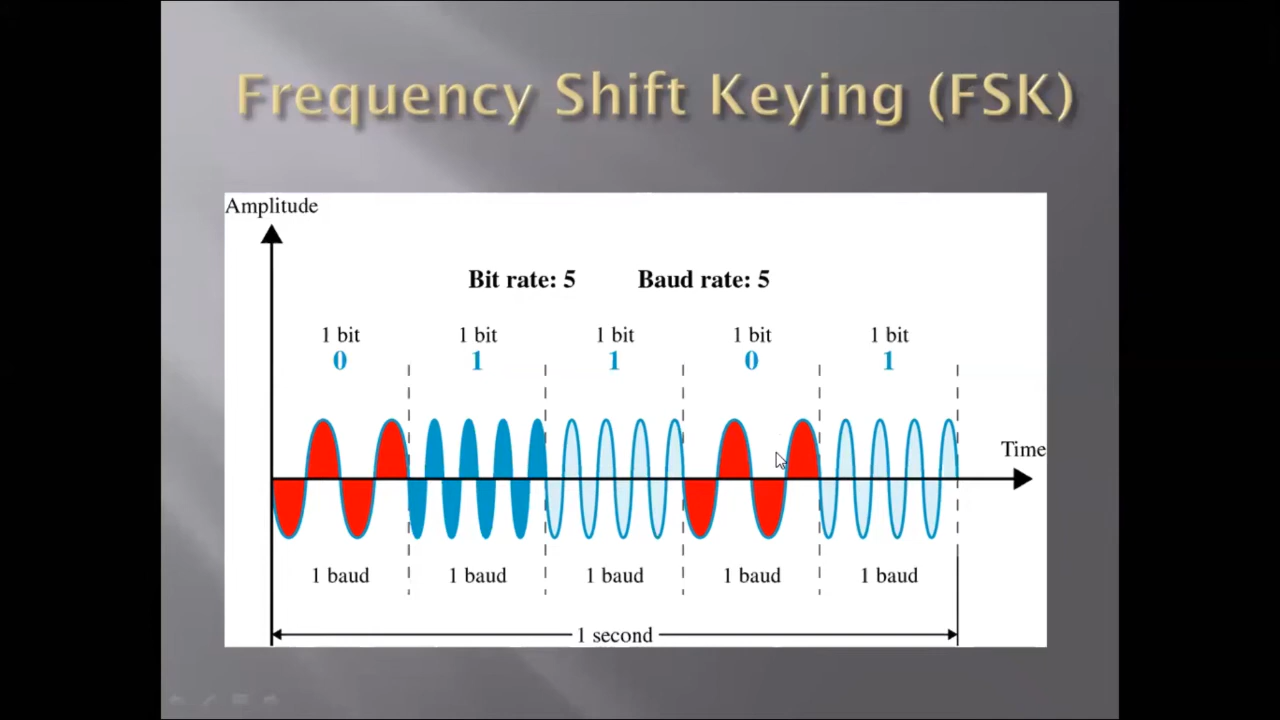 Frequency Shift Keying (FSK)
Amplitude
Bit rate: 5 Baud rate: 5
1 bit 1 bit 1 bit 1 bit 1 bit
0 1 1 0 1
Time
1 baud 1 baud 1 baud 1 baud 1 baud
1 second